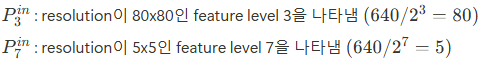 $P_3^{in}$ : resolution이 80x80인 feature level 3을 나타냄 $(640/2^3 = 80)$
$P_7^{in}$ : resolution이 5x5인 feature level 7을 나타냄 $(640/2^7 = 5)$